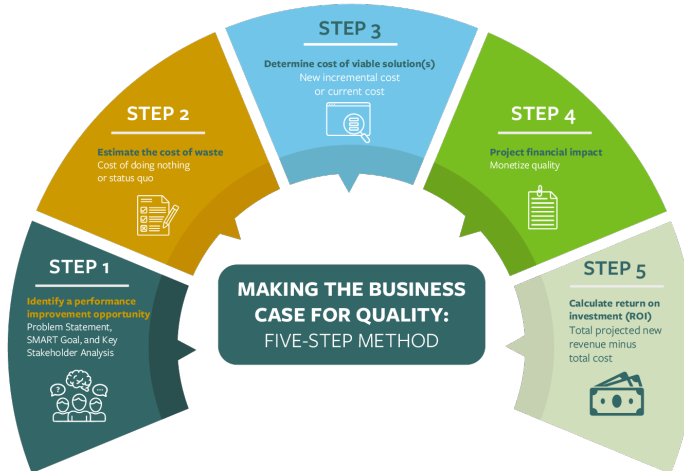 STEP 1
Identify a performance
improvement opportunity
Problem Statement,
SMART Goal, and Key
Stakeholder Analysis
?
...
STEP 2
Estimate the cost of waste
Cost of doing nothing
or status quo
STEP 3
Determine cost of viable solution(s)
New incremental cost
or current cost
STEP 4
Project financial impact
Monetize quality
STEP 5
Calculate return on
investment (ROI)
Total projected new
revenue minus
total cost
MAKING THE BUSINESS
CASE FOR QUALITY:
FIVE-STEP METHOD